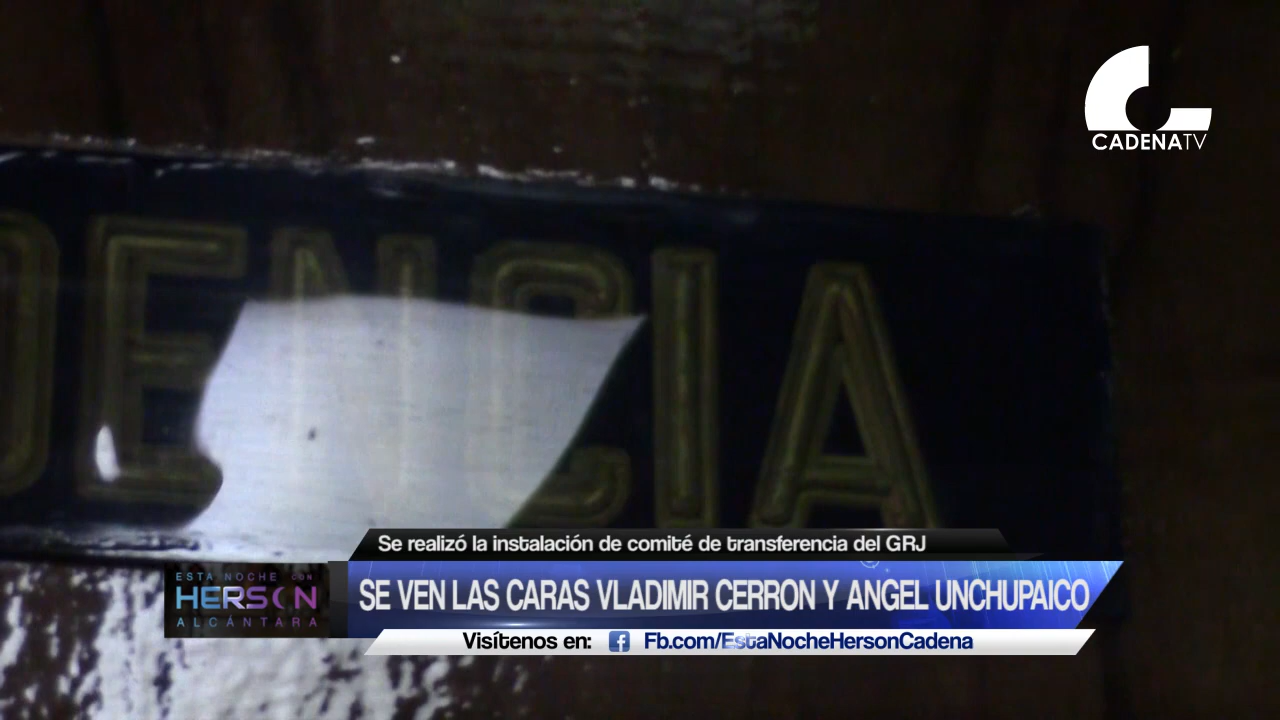 CADENATV
DENCIA
Se realizó la instalación de comité de transferencia del GRJ
ESTA NOCHE con
HERSON
ALCÁNTARA
SE VEN LAS CARAS VLADIMIR CERRON Y ANGEL UNCHUPAICO
Visítenos en: Fb.com/EstaNocheHersonCadena